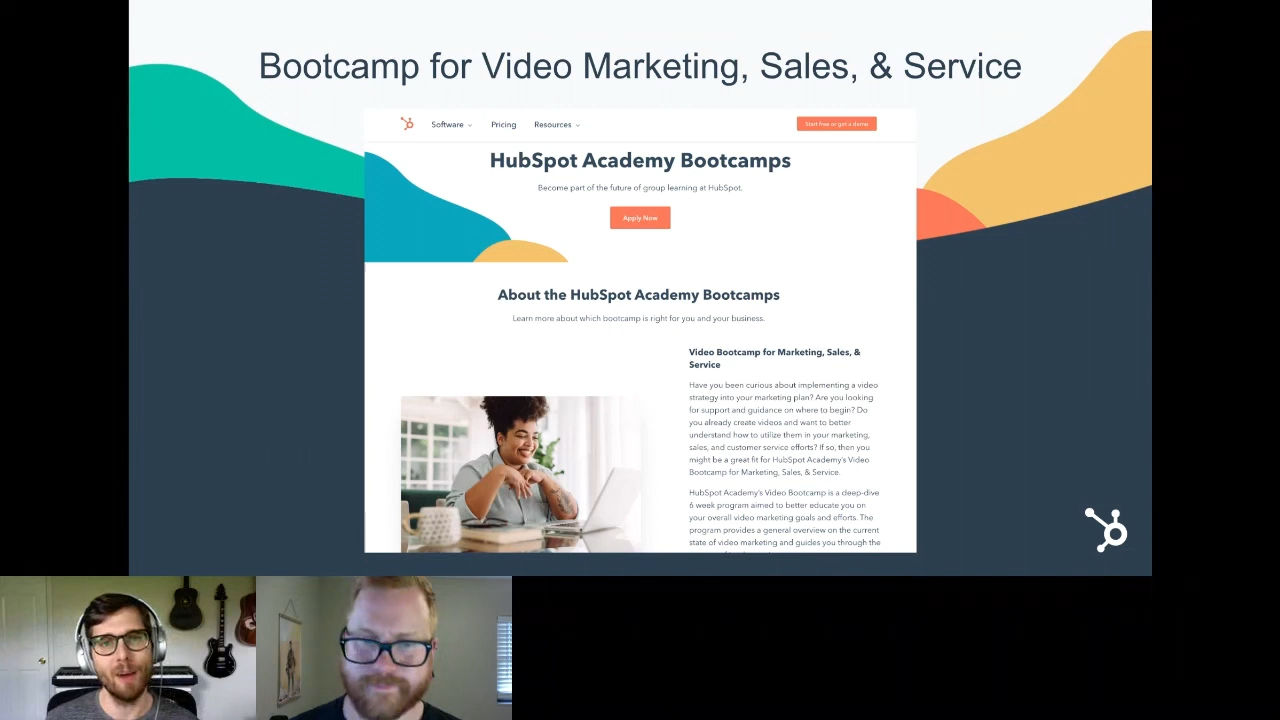 Bootcamp for Video Marketing, Sales, & Service
Software Pricing Resources Start free or get a demo
HubSpot Academy Bootcamps
Become part of the future of group learning at HubSpot.
Apply Now
About the HubSpot Academy Bootcamps
Learn more about which bootcamp is right for you and your business.
Video Bootcamp for Marketing, Sales, &
Service
Have you been curious about implementing a video
strategy into your marketing plan? Are you looking
for support and guidance on where to begin? Do
you already create videos and want to better
understand how to utilize them in your marketing,
sales, and customer service efforts? If so, then you
might be a great fit for HubSpot Academy's Video
Bootcamp for Marketing, Sales, & Service.
HubSpot Academy's Video Bootcamp is a deep-dive
6 week program aimed to better educate you on
your overall video marketing goals and efforts. The
program provides a general overview on the current
state of video marketing and guides you through the